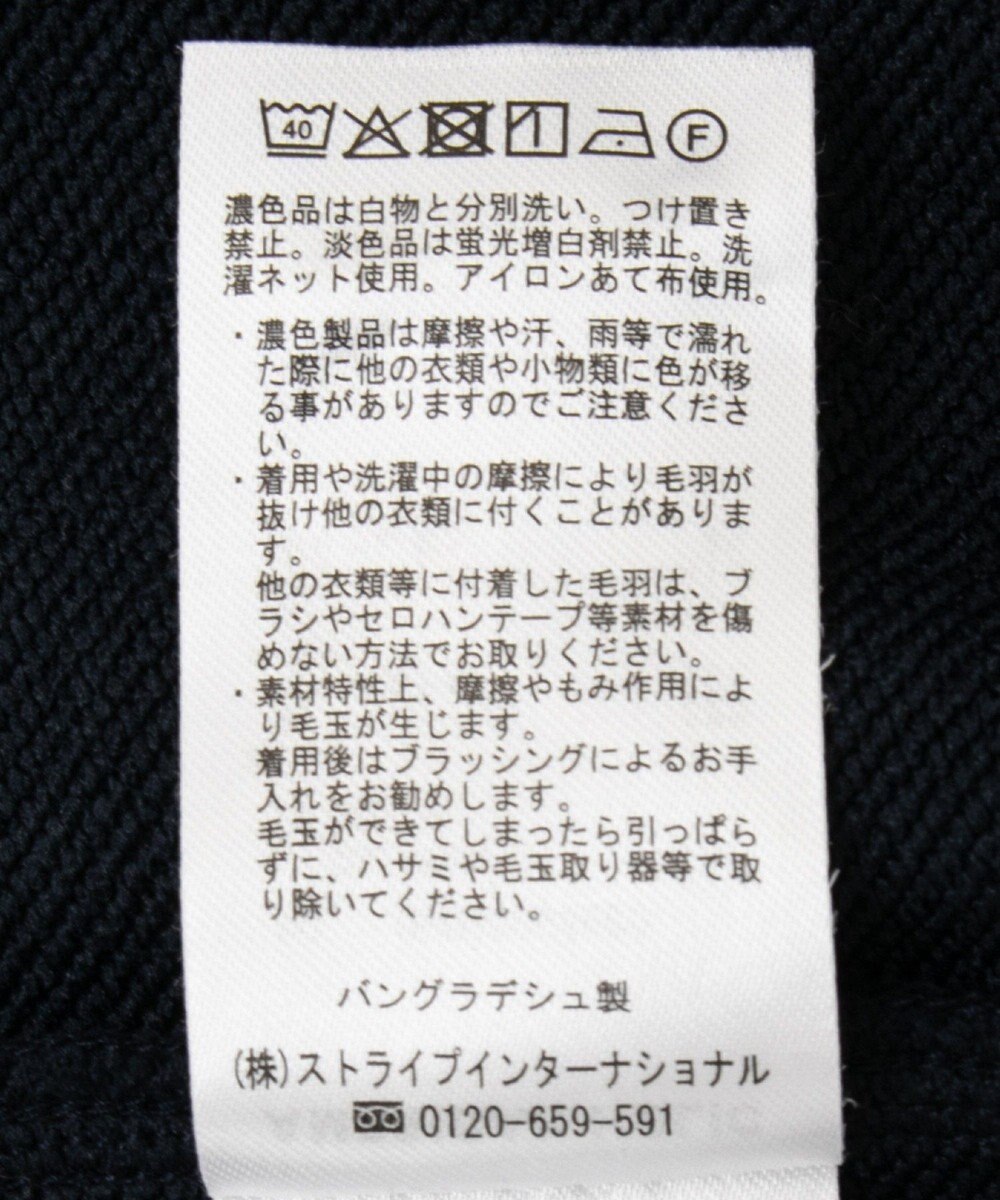 40
F
濃色品は白物と分別洗い。つけ置き
禁止。淡色品は蛍光増白剤禁止。洗
濯ネット使用。アイロンあて布使用。
・濃色製品は摩擦や汗、雨等で濡れ
た際に他の衣類や小物類に色が移
る事がありますのでご注意くださ
い。
・着用や洗濯中の摩擦により毛羽が
抜け他の衣類に付くことがありま
す。
他の衣類等に付着した毛羽は、ブ
ラシやセロハンテープ等素材を傷
めない方法でお取りください。
・素材特性上、摩擦やもみ作用によ
り毛玉が生じます。
着用後はブラッシングによるお手
入れをお勧めします。
毛玉ができてしまったら引っぱら
ずに、ハサミや毛玉取り器等で取
り除いてください。
バングラデシュ製
(株)ストライプインターナショナル
0120-659-591